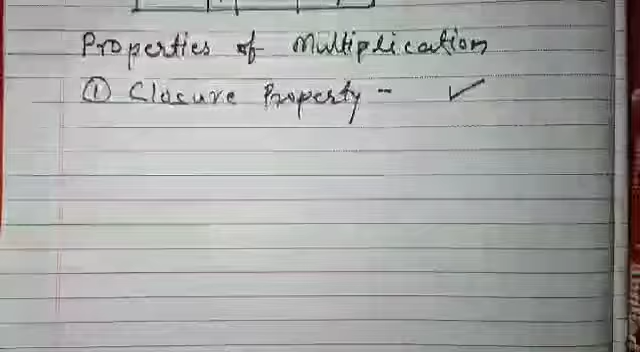 Properties of Multiplication
① Closure Property - ✓